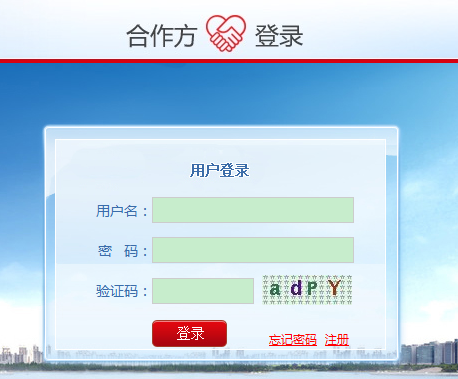 合作方 登录
用户登录
用户名：
密 码：
验证码： adPY
登录 忘记密码 注册